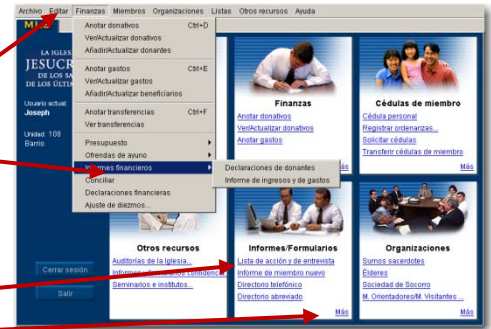 Archivo Editar Finanzas Miembros Organizaciones Listas Otros recursos Ayuda
MLS
LA IGLES
JESUCR
DE LOS SA
DE LOS ÚLTI
Usuario actual:
Joseph
Unidad: 108
Barrio
Cerrar sesión
Salir
Anotar donativos Ctrl+D
Ver/Actualizar donativos
Añadir/Actualizar donantes
Anotar gastos Ctrl+E
Ver/Actualizar gastos
Añadir/Actualizar beneficiarios
Anotar transferencias Ctrl+F
Ver transferencias
Presupuesto
Ofrendas de ayuno
Informes financieros
Conciliar
Declaraciones financieras
Ajuste de diezmos...
Declaraciones de donantes
Informe de ingresos y de gastos
Finanzas
Anotar donativos
Ver/Actualizar donativos
Anotar gastos
ás
Cédulas de miembro
Cédula personal
Registrar ordenanzas...
Solicitar cédulas
Transferir cédulas de miembro
Más
Otros recursos
Auditorías de la Iglesia...
Informes
Seminarios e institutos...
Informes/Formularios
Lista de acción y de entrevista
Informe de miembro nuevo
Directorio telefónico
Directorio abreviado
Más
Organizaciones
Sumos sacerdotes
Élderes
Sociedad de Socorro
M. Orientadores/M. Visitantes ...
Más